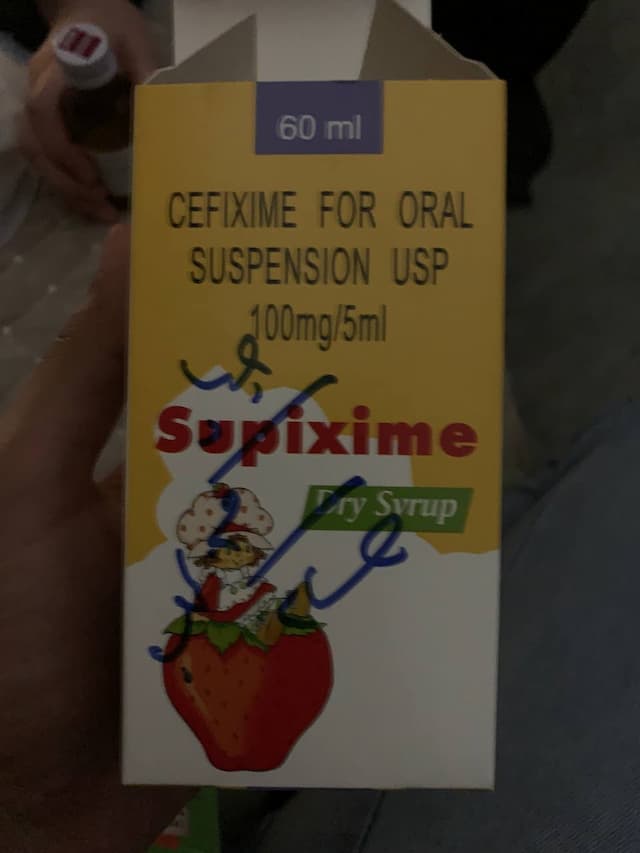 60 ml
CEFIXIME FOR ORAL
SUSPENSION USP
100mg/5ml
Supixime
Dry Syrup